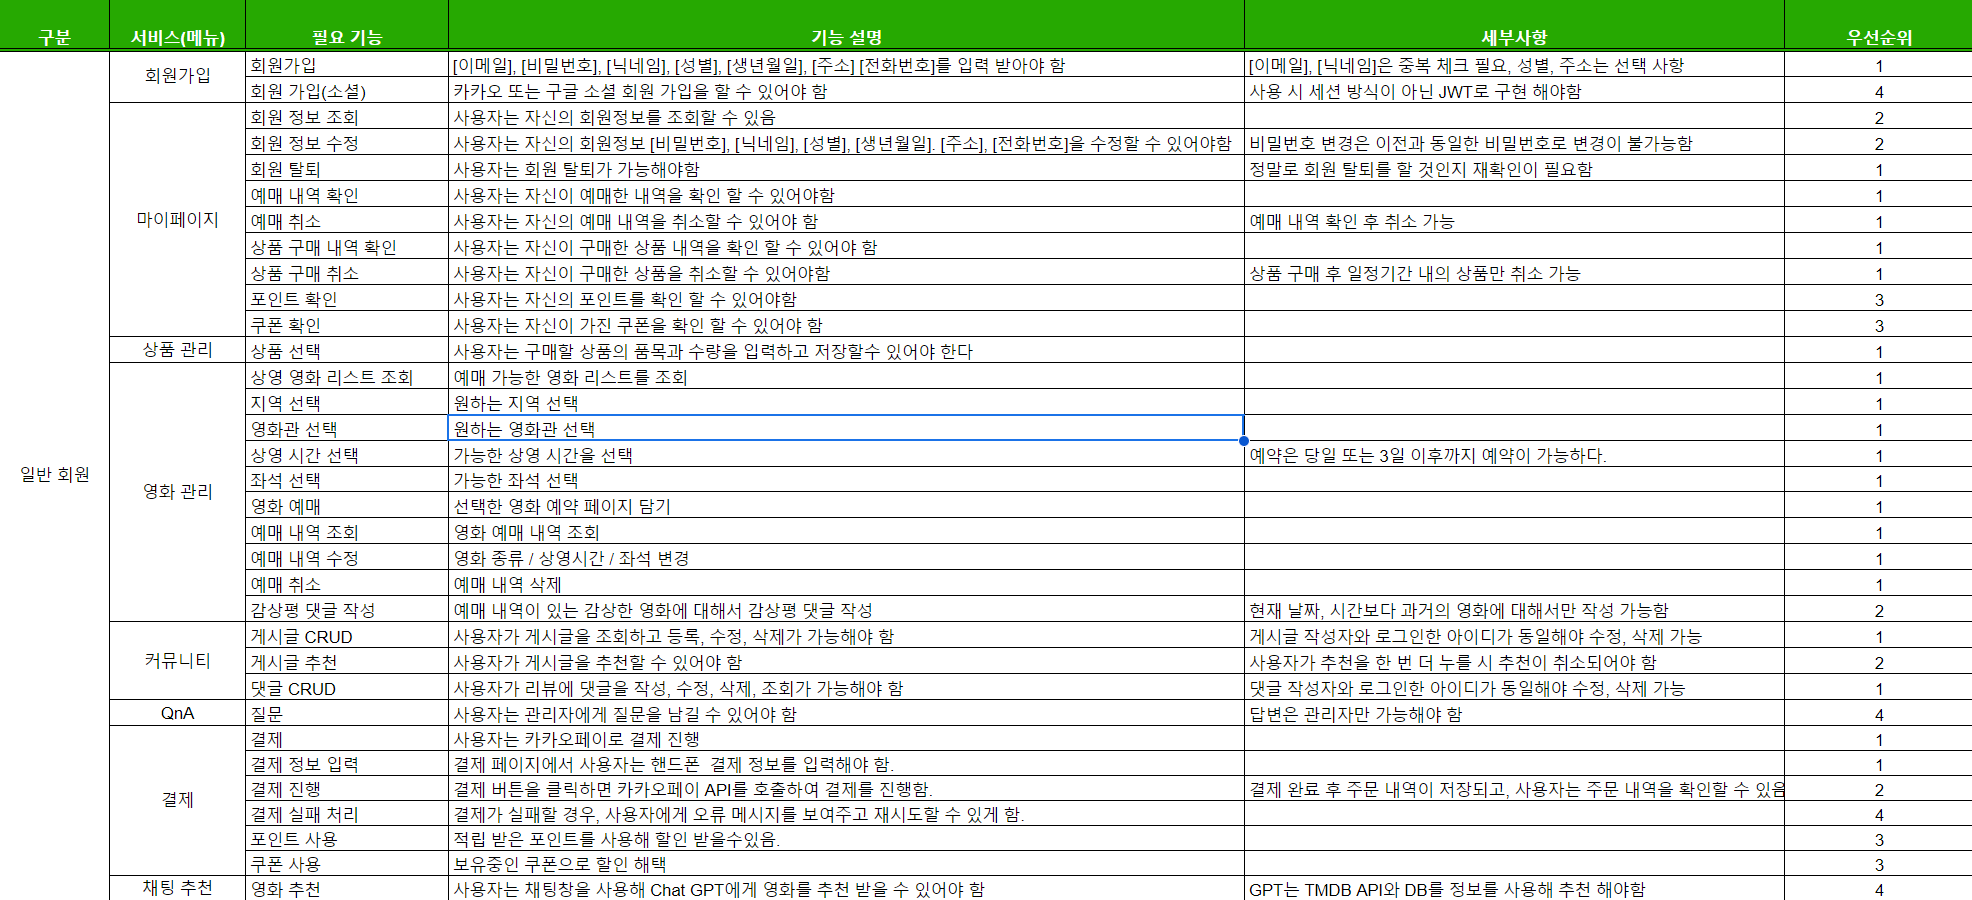 구분 서비스(메뉴) 필요 기능 기능 설명 세부사항 우선순위
일반 회원
회원가입
회원가입 [이메일], [비밀번호], [닉네임], [성별], [생년월일], [주소] [전화번호]를 입력 받아야 함 [이메일], [닉네임]은 중복 체크 필요, 성별, 주소는 선택 사항 1
회원 가입(소셜) 카카오 또는 구글 소셜 회원 가입을 할 수 있어야 함 사용 시 세션 방식이 아닌 JWT로 구현 해야함 4
마이페이지
회원 정보 조회 사용자는 자신의 회원정보를 조회할 수 있음 2
회원 정보 수정 사용자는 자신의 회원정보 [비밀번호], [닉네임], [성별], [생년월일]. [주소], [전화번호]을 수정할 수 있어야함 비밀번호 변경은 이전과 동일한 비밀번호로 변경이 불가능함 2
회원 탈퇴 사용자는 회원 탈퇴가 가능해야함 정말로 회원 탈퇴를 할 것인지 재확인이 필요함 1
예매 내역 확인 사용자는 자신이 예매한 내역을 확인 할 수 있어야함 1
예매 취소 사용자는 자신의 예매 내역을 취소할 수 있어야 함 예매 내역 확인 후 취소 가능 1
상품 구매 내역 확인 사용자는 자신이 구매한 상품 내역을 확인 할 수 있어야 함 1
상품 구매 취소 사용자는 자신이 구매한 상품을 취소할 수 있어야함 상품 구매 후 일정기간 내의 상품만 취소 가능 1
포인트 확인 사용자는 자신의 포인트를 확인 할 수 있어야함 3
쿠폰 확인 사용자는 자신이 가진 쿠폰을 확인 할 수 있어야 함 3
상품 관리
상품 선택 사용자는 구매할 상품의 품목과 수량을 입력하고 저장할수 있어야 한다 1
영화 관리
상영 영화 리스트 조회 예매 가능한 영화 리스트를 조회 1
지역 선택 원하는 지역 선택 1
영화관 선택 원하는 영화관 선택 1
상영 시간 선택 가능한 상영 시간을 선택 예약은 당일 또는 3일 이후까지 예약이 가능하다. 1
좌석 선택 가능한 좌석 선택 1
영화 예매 선택한 영화 예약 페이지 담기 1
예매 내역 조회 영화 예매 내역 조회 1
예매 내역 수정 영화 종류 / 상영시간 / 좌석 변경 1
예매 취소 예매 내역 삭제 1
감상평 댓글 작성 예매 내역이 있는 감상한 영화에 대해서 감상평 댓글 작성 현재 날짜, 시간보다 과거의 영화에 대해서만 작성 가능함 2
커뮤니티
게시글 CRUD 사용자가 게시글을 조회하고 등록, 수정, 삭제가 가능해야 함 게시글 작성자와 로그인한 아이디가 동일해야 수정, 삭제 가능 1
게시글 추천 사용자가 게시글을 추천할 수 있어야 함 사용자가 추천을 한 번 더 누를 시 추천이 취소되어야 함 2
댓글 CRUD 사용자가 리뷰에 댓글을 작성, 수정, 삭제, 조회가 가능해야 함 댓글 작성자와 로그인한 아이디가 동일해야 수정, 삭제 가능 1
QnA
질문 사용자는 관리자에게 질문을 남길 수 있어야 함 답변은 관리자만 가능해야 함 4
결제
결제 사용자는 카카오페이로 결제 진행 1
결제 정보 입력 결제 페이지에서 사용자는 핸드폰 결제 정보를 입력해야 함. 1
결제 진행 결제 버튼을 클릭하면 카카오페이 API를 호출하여 결제를 진행함. 결제 완료 후 주문 내역이 저장되고, 사용자는 주문 내역을 확인할 수 있음 2
결제 실패 처리 결제가 실패할 경우, 사용자에게 오류 메시지를 보여주고 재시도할 수 있게 함. 4
포인트 사용 적립 받은 포인트를 사용해 할인 받을수있음. 3
쿠폰 사용 보유중인 쿠폰으로 할인 해택 3
채팅 추천
영화 추천 사용자는 채팅창을 사용해 Chat GPT에게 영화를 추천 받을 수 있어야 함 GPT는 TMDB API와 DB를 정보를 사용해 추천 해야함 4